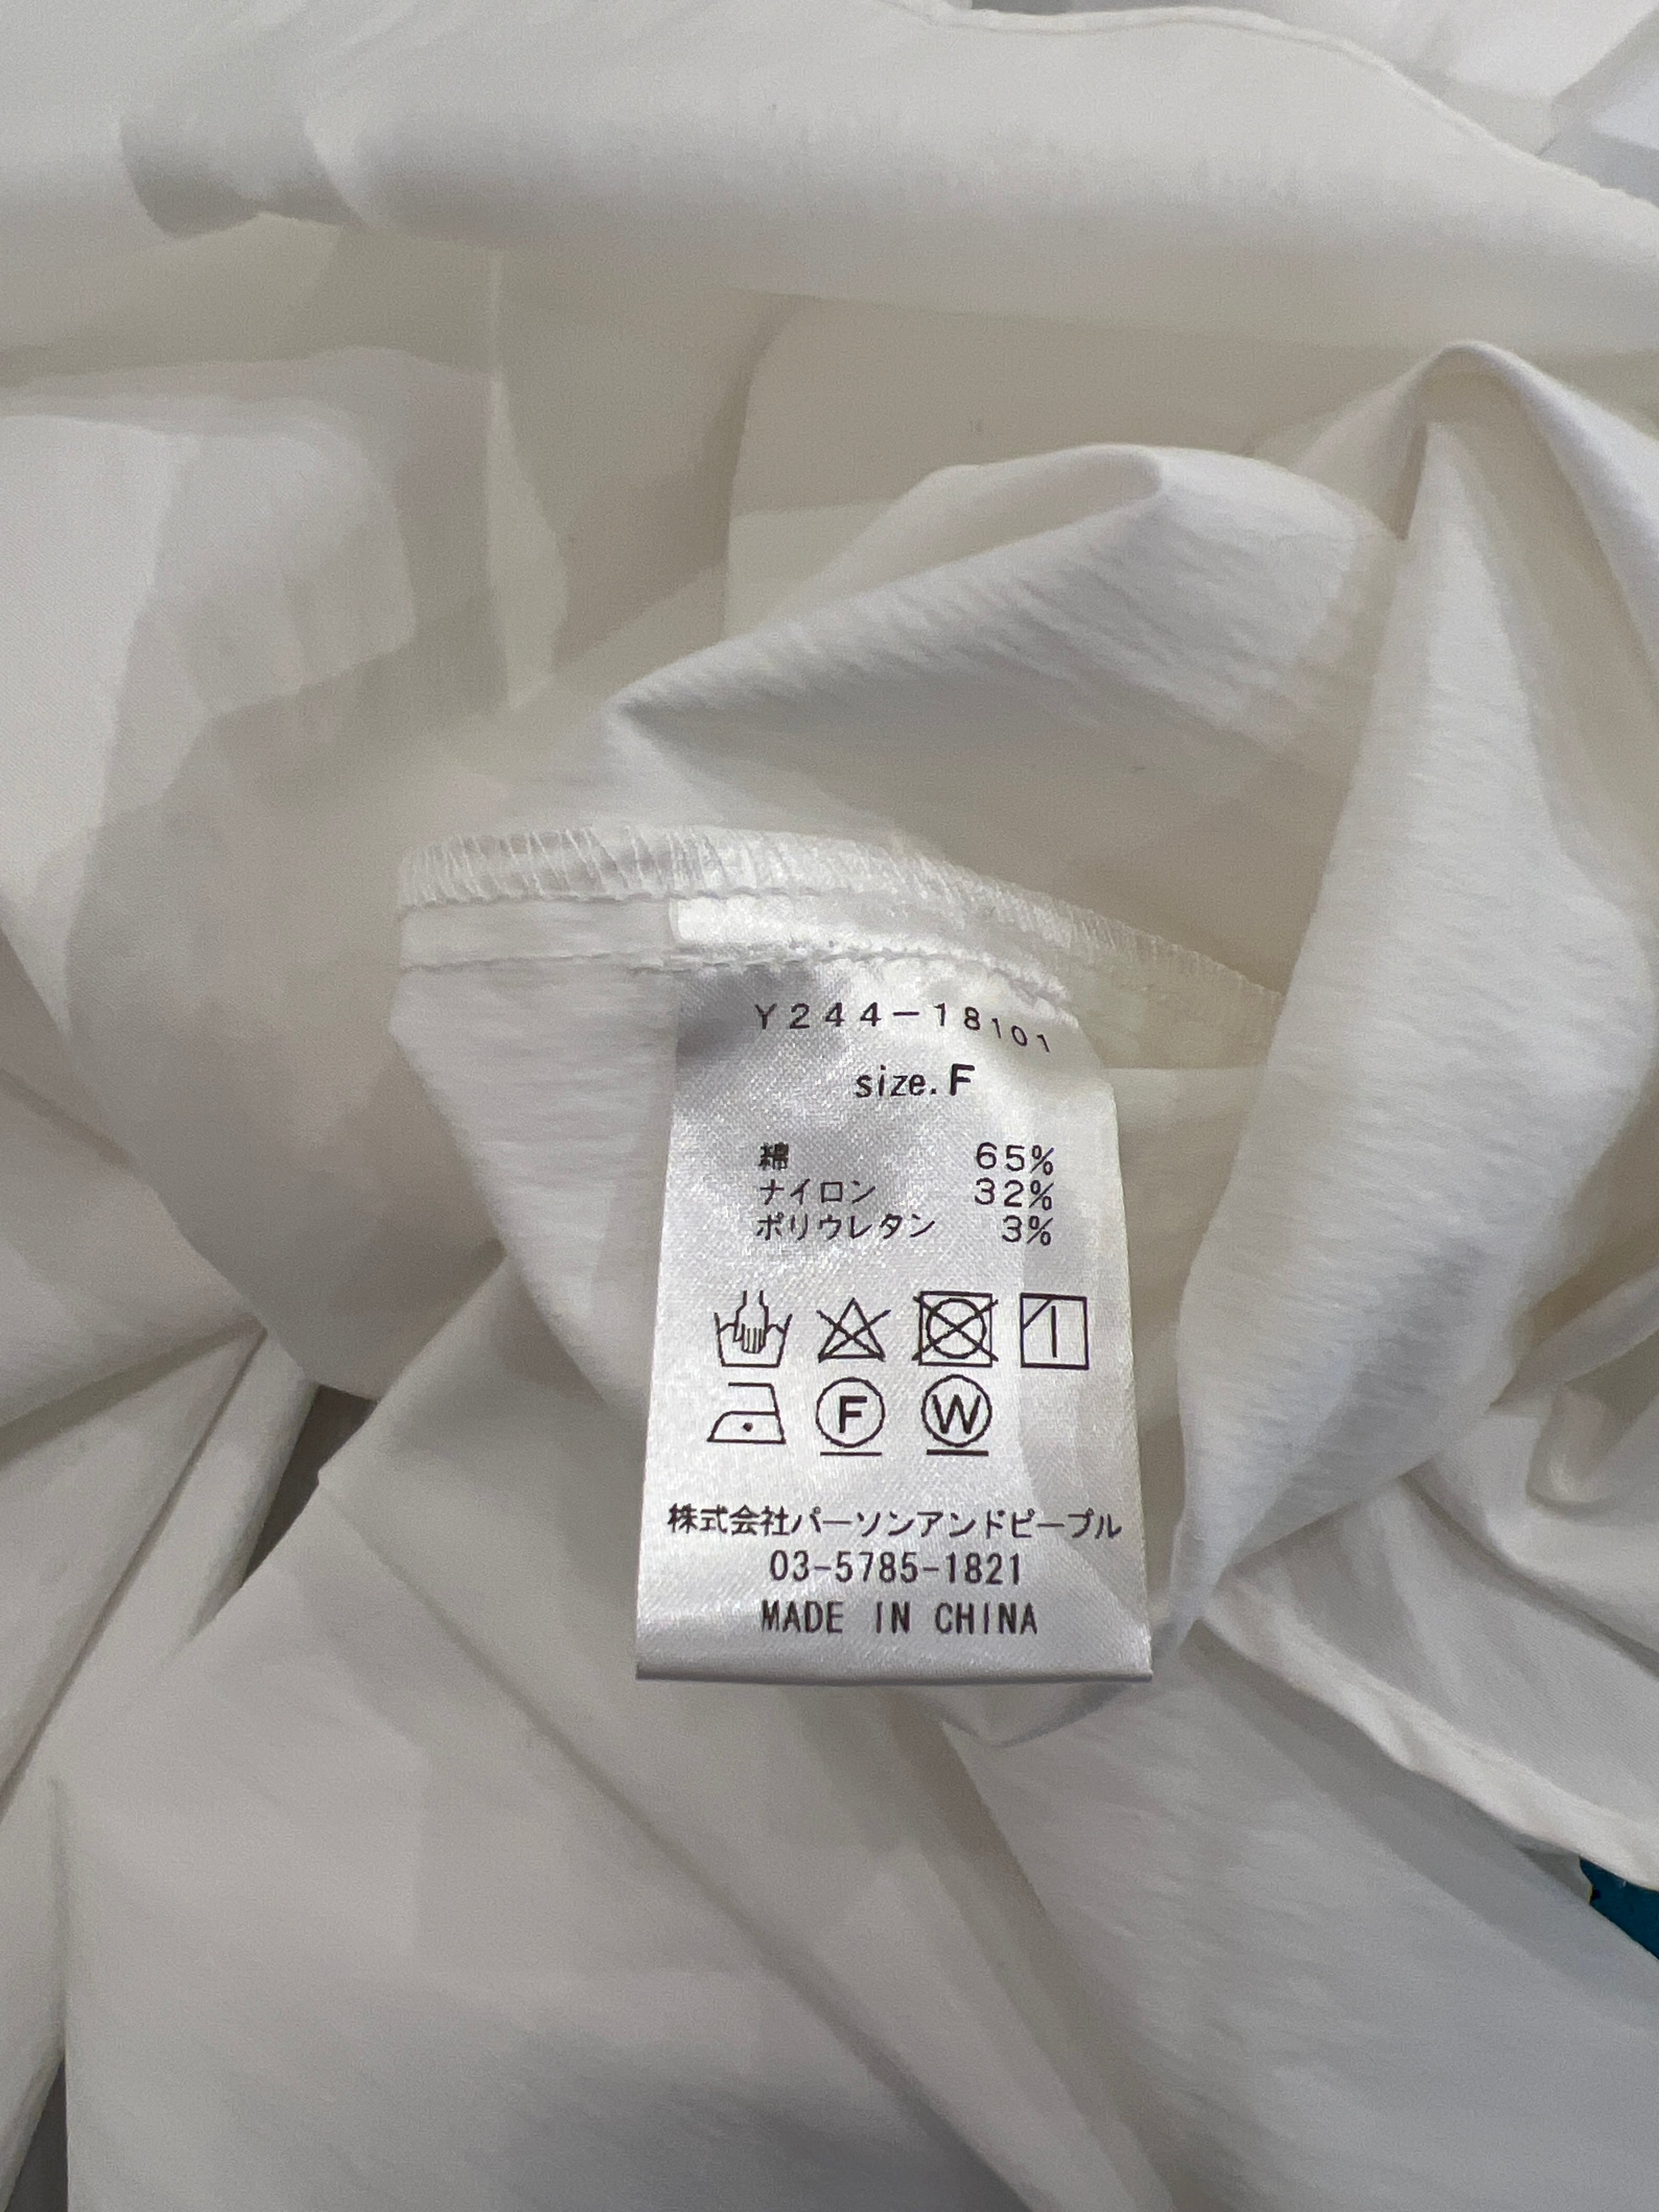 Y244-18101
size. F
綿 65%
ナイロン 32%
ポリウレタン 3%
F W
株式会社パーソンアンドピープル
03-5785-1821
MADE IN CHINA